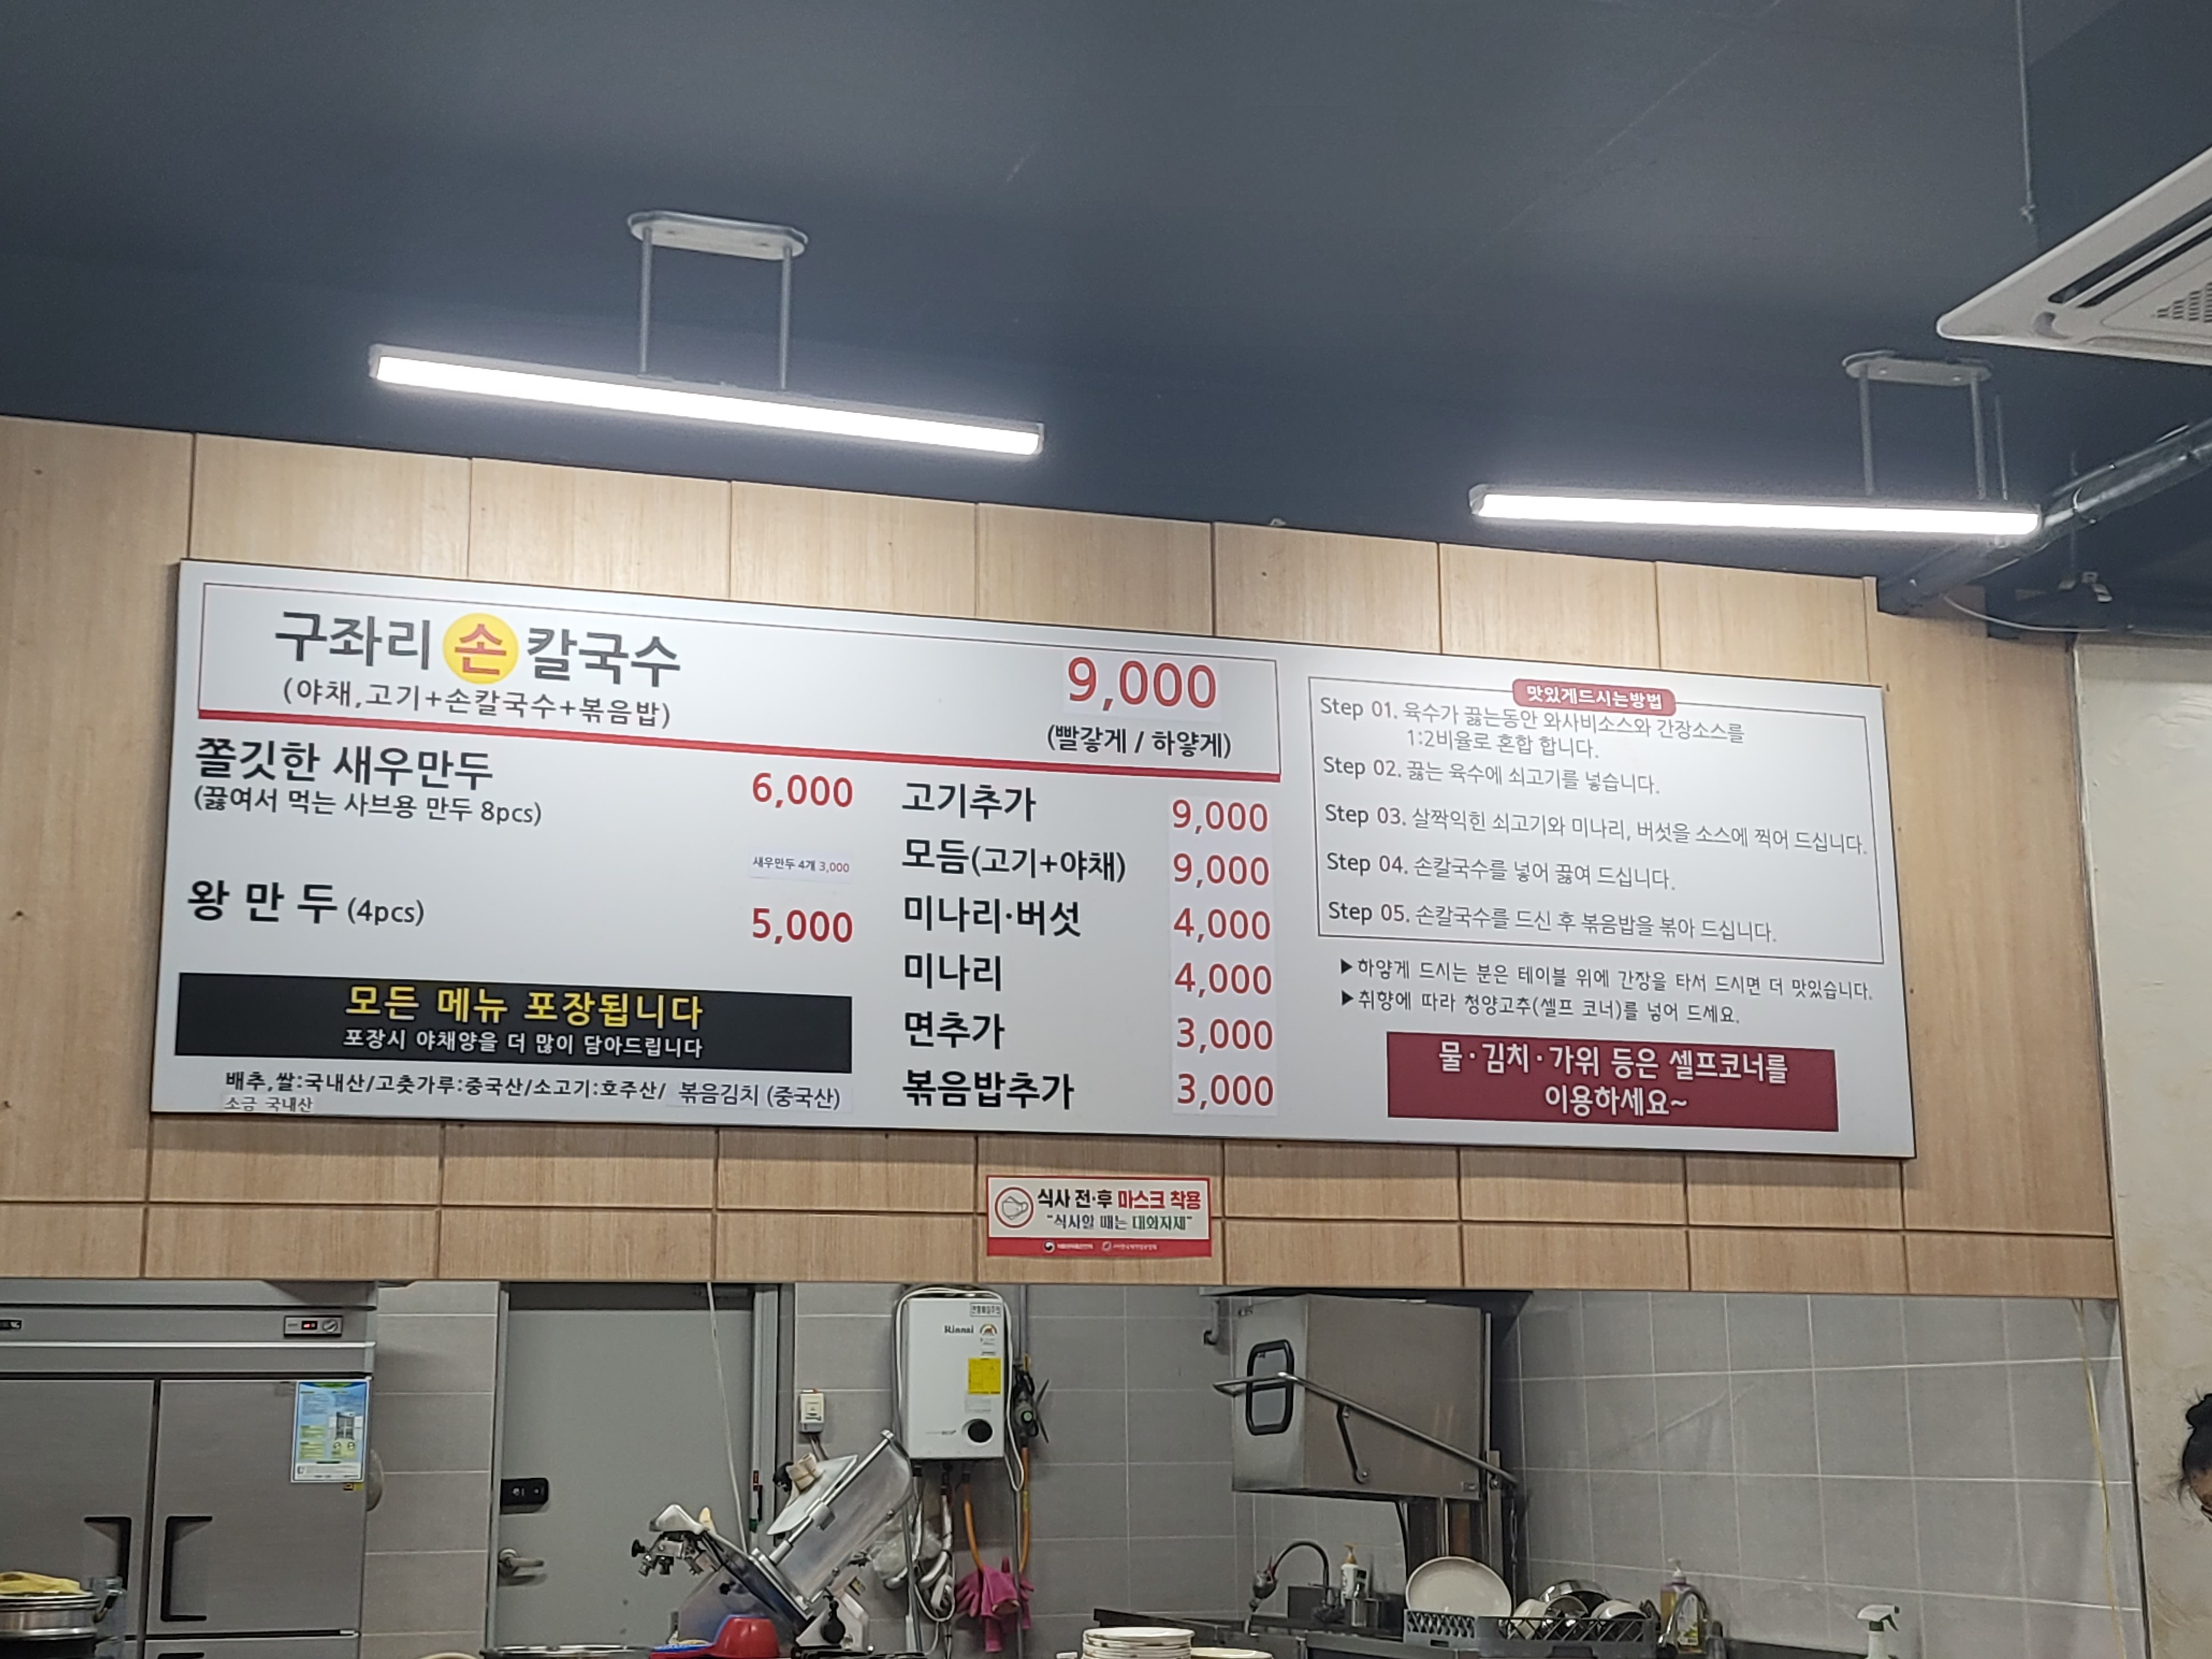 구좌리 손 칼국수
(야채,고기+손칼국수+볶음밥)
9,000
(빨갛게 / 하얗게)
쫄깃한 새우만두
(끓여서 먹는 샤브용 만두 8pcs)
6,000
새우만두 4개 3,000
왕 만 두 (4pcs)
5,000
모든 메뉴 포장됩니다
포장시 야채양을 더 많이 담아드립니다
배추,쌀:국내산/고춧가루:중국산/소고기:호주산/ 볶음김치 (중국산)
소금 국내산
고기추가 9,000
모듬(고기+야채) 9,000
미나리·버섯 4,000
미나리 4,000
면추가 3,000
볶음밥추가 3,000
맛있게드시는방법
Step 01. 육수가 끓는동안 와사비소스와 간장소스를
1:2비율로 혼합 합니다.
Step 02. 끓는 육수에 쇠고기를 넣습니다.
Step 03. 살짝익힌 쇠고기와 미나리, 버섯을 소스에 찍어 드십니다.
Step 04. 손칼국수를 넣어 끓여 드십니다.
Step 05. 손칼국수를 드신 후 볶음밥을 볶아 드십니다.
▶하얗게 드시는 분은 테이블 위에 간장을 타서 드시면 더 맛있습니다.
▶취향에 따라 청양고추(셀프 코너)를 넣어 드세요.
물·김치·가위 등은 셀프코너를
이용하세요~
식사 전·후 마스크 착용
"식사할 때는 대화자제"
Rinnai